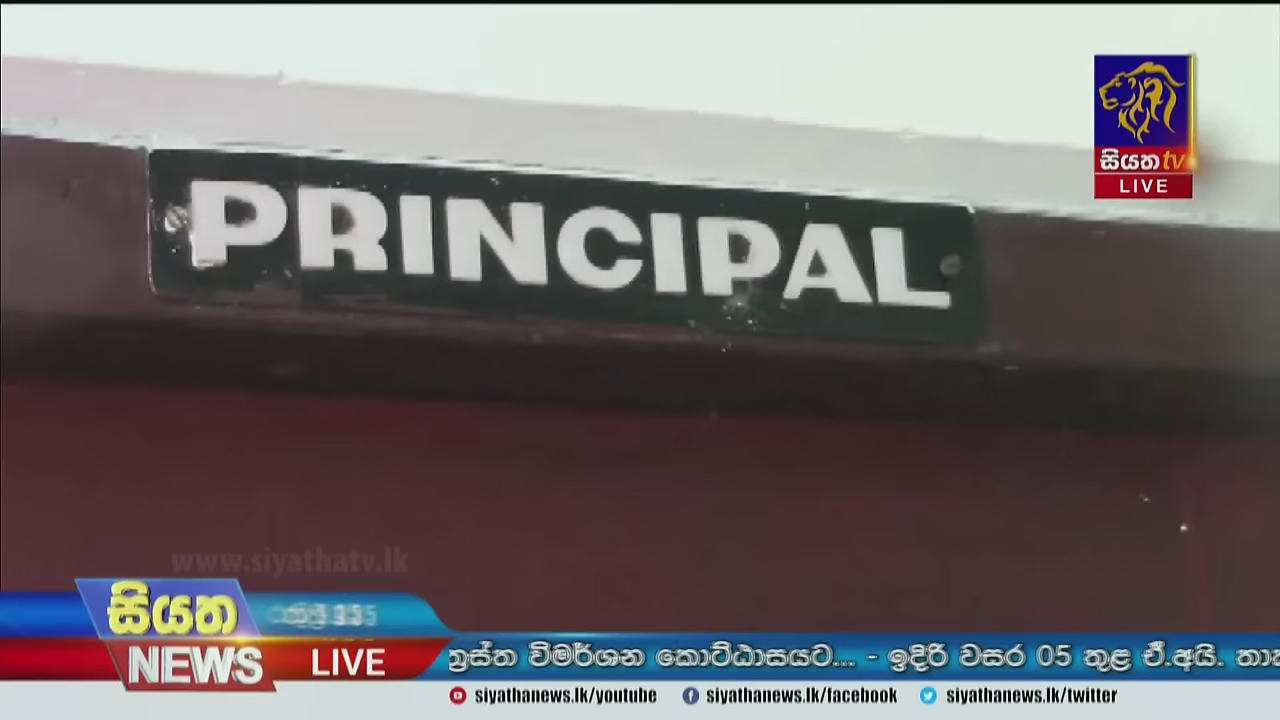 සියත tv
LIVE
PRINCIPAL
www.siyathatv.lk
සියත
NEWS
LIVE
ත්‍රස්ත විමර්ශන කොට්ඨාසයට... - ඉදිරි වසර 05 තුළ ඒ.අයි.
siyathanews.lk/youtube siyathanews.lk/facebook siyathanews.lk/twitter